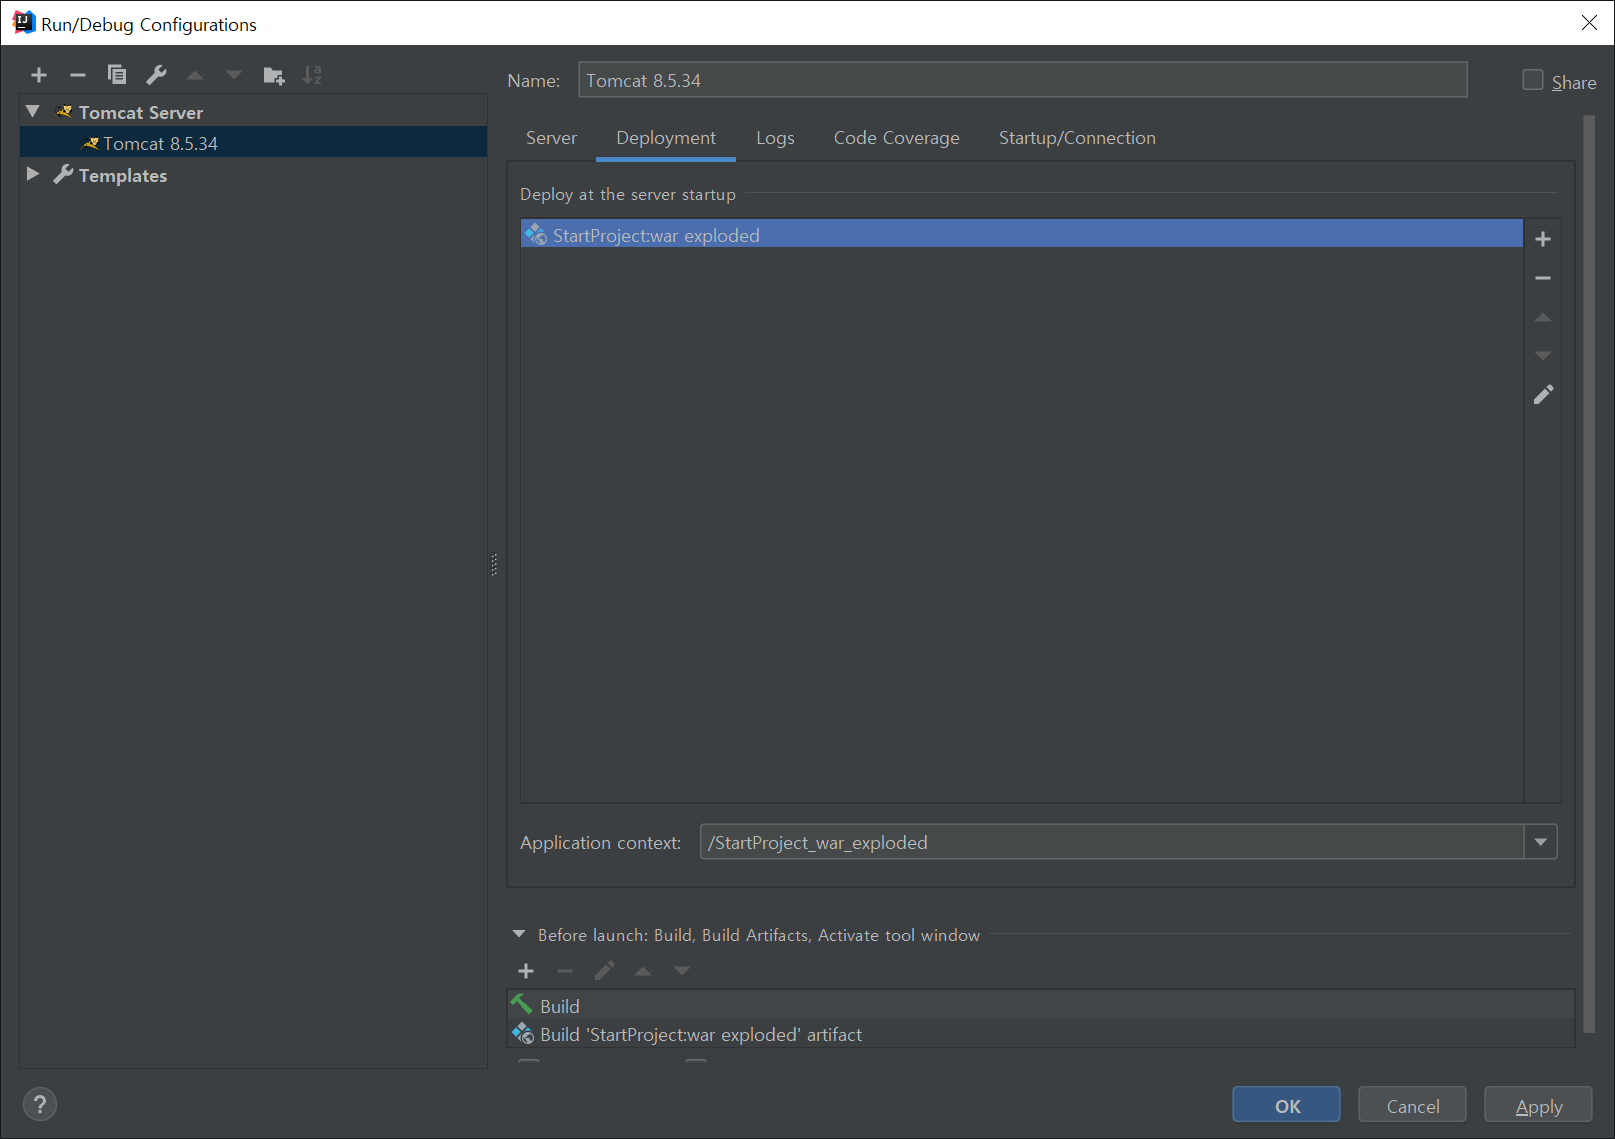 Run/Debug Configurations
Name: Tomcat 8.5.34 Share
Tomcat Server
Tomcat 8.5.34
Templates
Server Deployment Logs Code Coverage Startup/Connection
Deploy at the server startup
StartProject:war exploded
Application context: /StartProject_war_exploded
Before launch: Build, Build Artifacts, Activate tool window
Build
Build 'StartProject:war exploded' artifact
? OK Cancel Apply